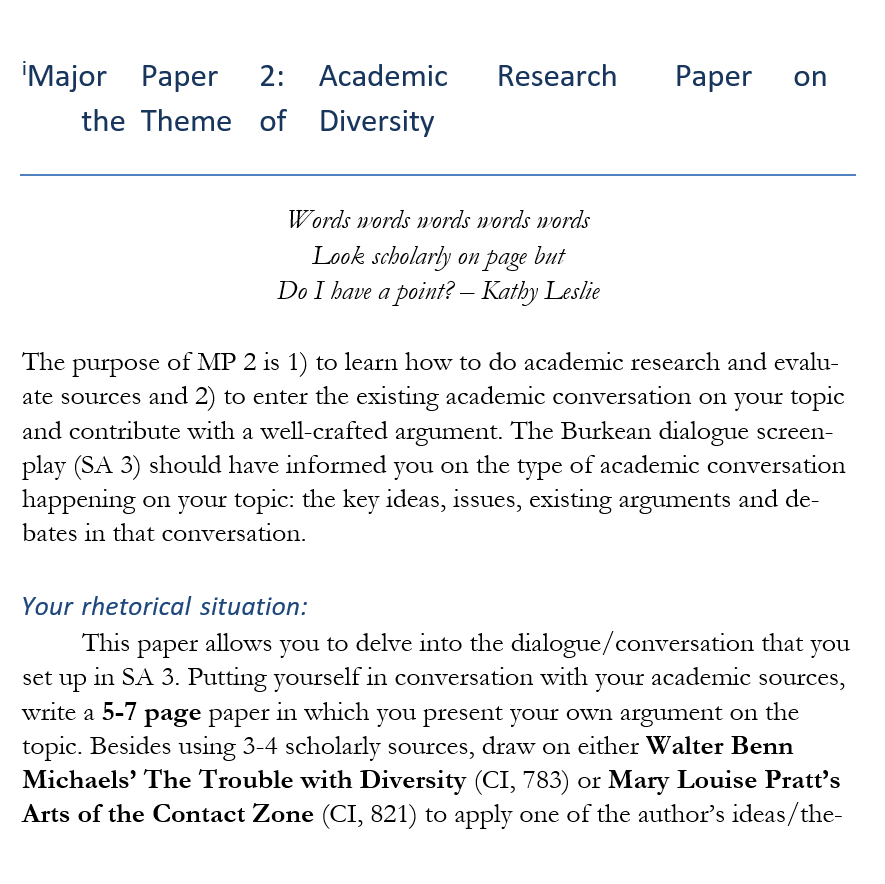 iMajor Paper 2: Academic Research Paper on
the Theme of Diversity
Words words words words words
Look scholarly on page but
Do I have a point? – Kathy Leslie
The purpose of MP 2 is 1) to learn how to do academic research and evalu-
ate sources and 2) to enter the existing academic conversation on your topic
and contribute with a well-crafted argument. The Burkean dialogue screen-
play (SA 3) should have informed you on the type of academic conversation
happening on your topic: the key ideas, issues, existing arguments and de-
bates in that conversation.
Your rhetorical situation:
This paper allows you to delve into the dialogue/conversation that you
set up in SA 3. Putting yourself in conversation with your academic sources,
write a 5-7 page paper in which you present your own argument on the
topic. Besides using 3-4 scholarly sources, draw on either Walter Benn
Michaels’ The Trouble with Diversity (CI, 783) or Mary Louise Pratt’s
Arts of the Contact Zone (CI, 821) to apply one of the author’s ideas/the-